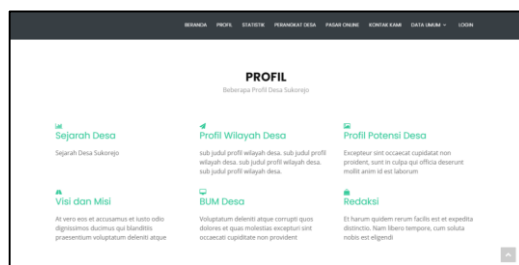 BERANDA PROFIL STATISTIK PERANGKAT DESA PASAR ONLINE KONTAK KAMI DATA UMUM LOGIN
PROFIL
Beberapa Profil Desa Sukorejo
Sejarah Desa
Sejarah Desa Sukorejo
Profil Wilayah Desa
sub judul profil wilayah desa. sub judul profil
wilayah desa. sub judul profil wilayah desa.
sub judul profil wilayah desa.
Profil Potensi Desa
Excepteur sint occaecat cupidatat non
proident, sunt in culpa qui officia deserunt
mollit anim id est laborum
Visi dan Misi
At vero eos et accusamus et iusto odio
dignissimos ducimus qui blanditiis
praesentium voluptatum deleniti atque
BUM Desa
Voluptatum deleniti atque corrupti quos
dolores et quas molestias excepturi sint
occaecati cupiditate non provident
Redaksi
Et harum quidem rerum facilis est et expedita
distinctio. Nam libero tempore, cum soluta
nobis est eligendi